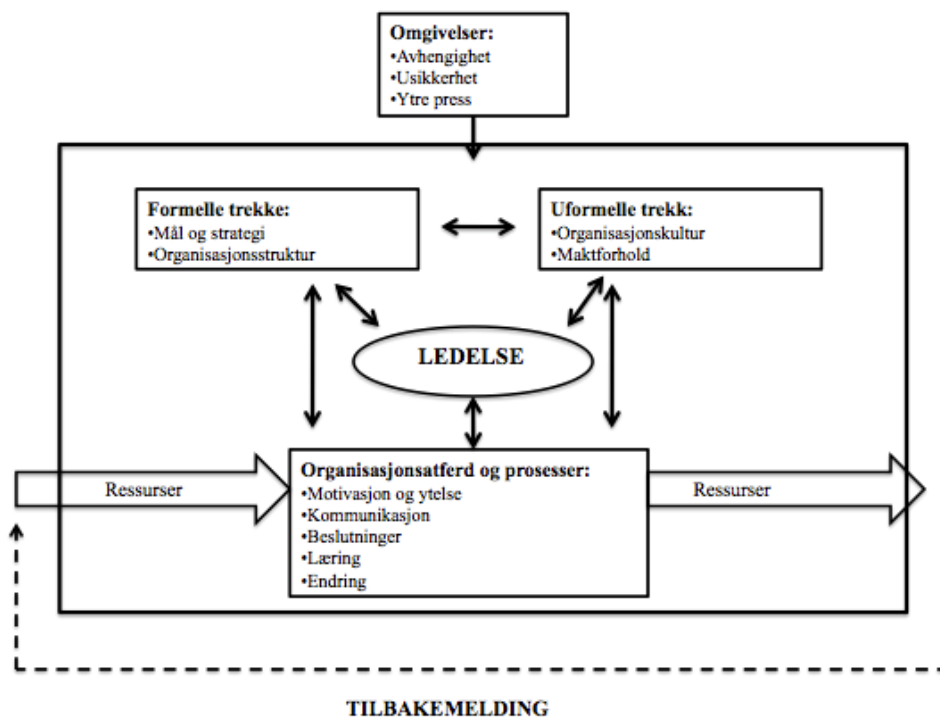 Omgivelser:
•Avhengighet
•Usikkerhet
•Ytre press
Formelle trekke:
•Mål og strategi
•Organisasjonsstruktur
Uformelle trekk:
•Organisasjonskultur
•Maktforhold
LEDELSE
Organisasjonsatferd og prosesser:
•Motivasjon og ytelse
•Kommunikasjon
•Beslutninger
•Læring
•Endring
Ressurser
Ressurser
TILBAKEMELDING